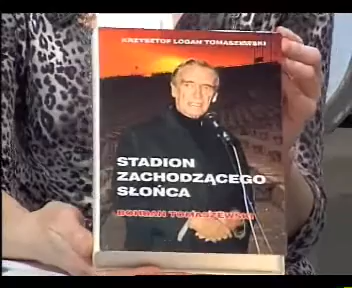 KRZYSZTOF LOGAN TOMASZEWSKI
STADION
ZACHODZĄCEGO
SŁOŃCA
BOHDAN TOMASZEWSKI